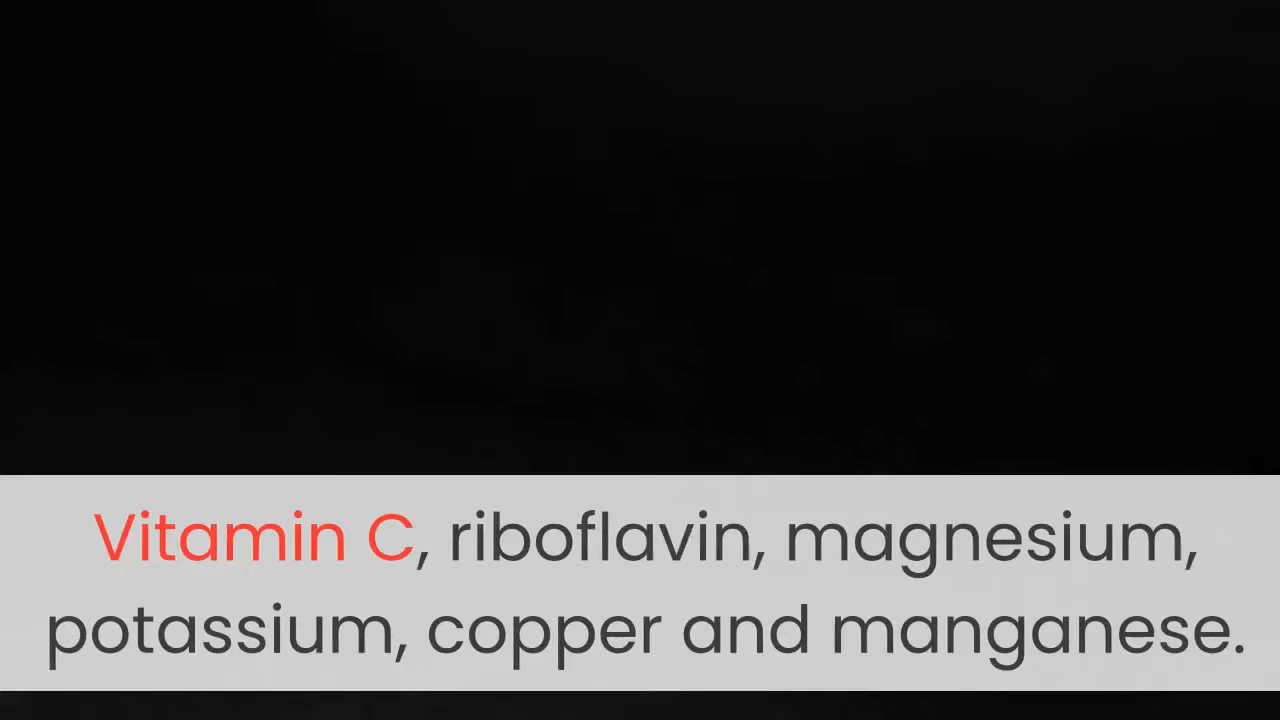 Vitamin C, riboflavin, magnesium,
potassium, copper and manganese.